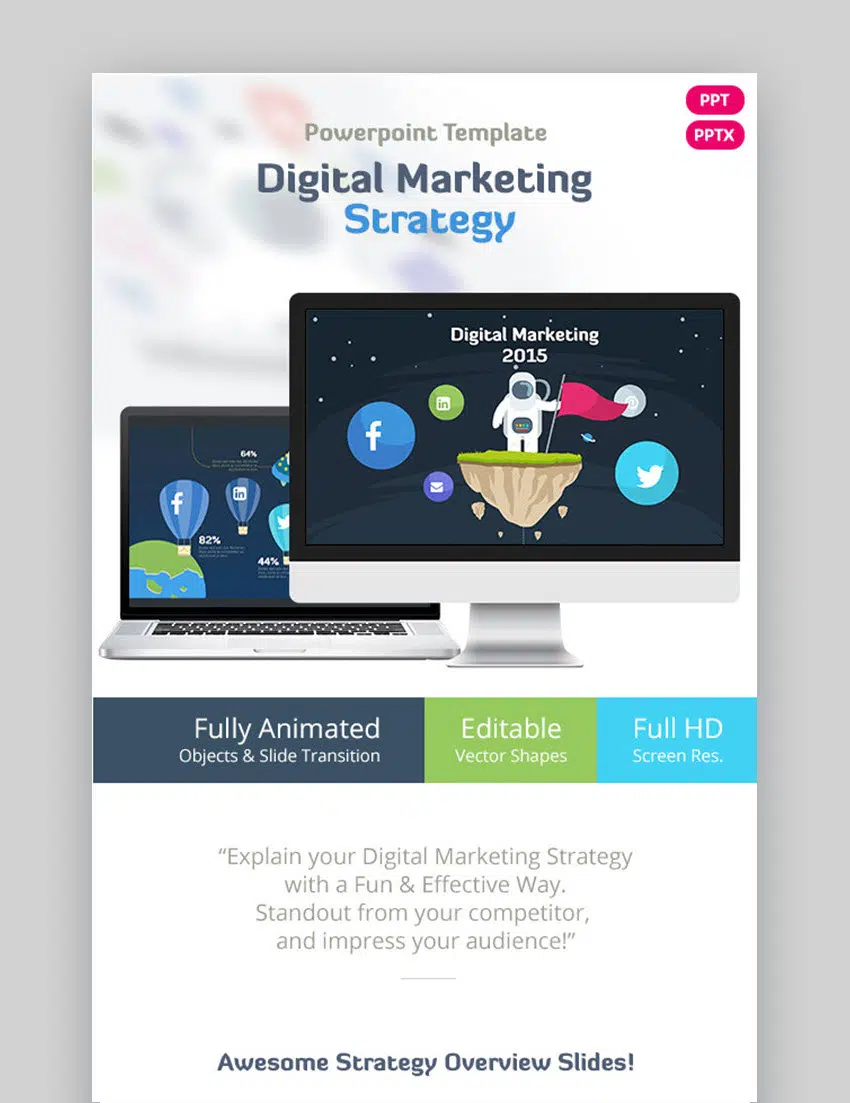 PPT
PPTX
Powerpoint Template
Digital Marketing
Strategy
Digital Marketing
2015
64%
82%
44%
Fully Animated
Objects & Slide Transition
Editable
Vector Shapes
Full HD
Screen Res.
“Explain your Digital Marketing Strategy
with a Fun & Effective Way.
Standout from your competitor,
and impress your audience!”
Awesome Strategy Overview Slides!